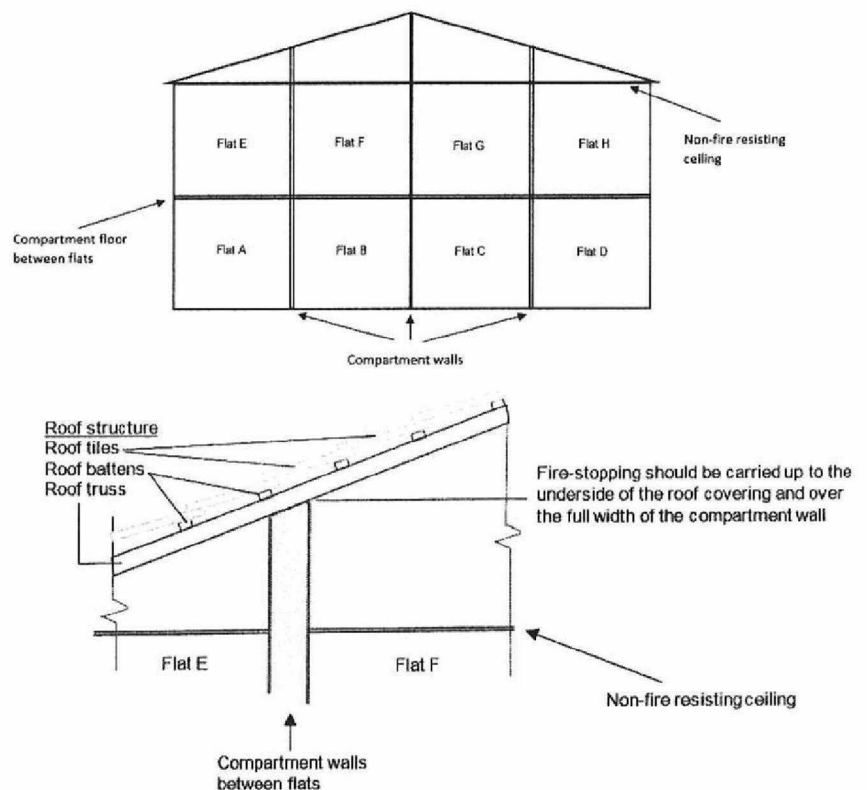 Flat E
Flat F
Flat G
Flat H
Non-fire resisting
ceiling
Compartment floor
between flats
Flat A
Flat B
Flat C
Flat D
Compartment walls
Roof structure
Roof tiles
Roof battens
Roof truss
Fire-stopping should be carried up to the
underside of the roof covering and over
the full width of the compartment wall
Flat E
Flat F
Non-fire resisting ceiling
Compartment walls
between flats